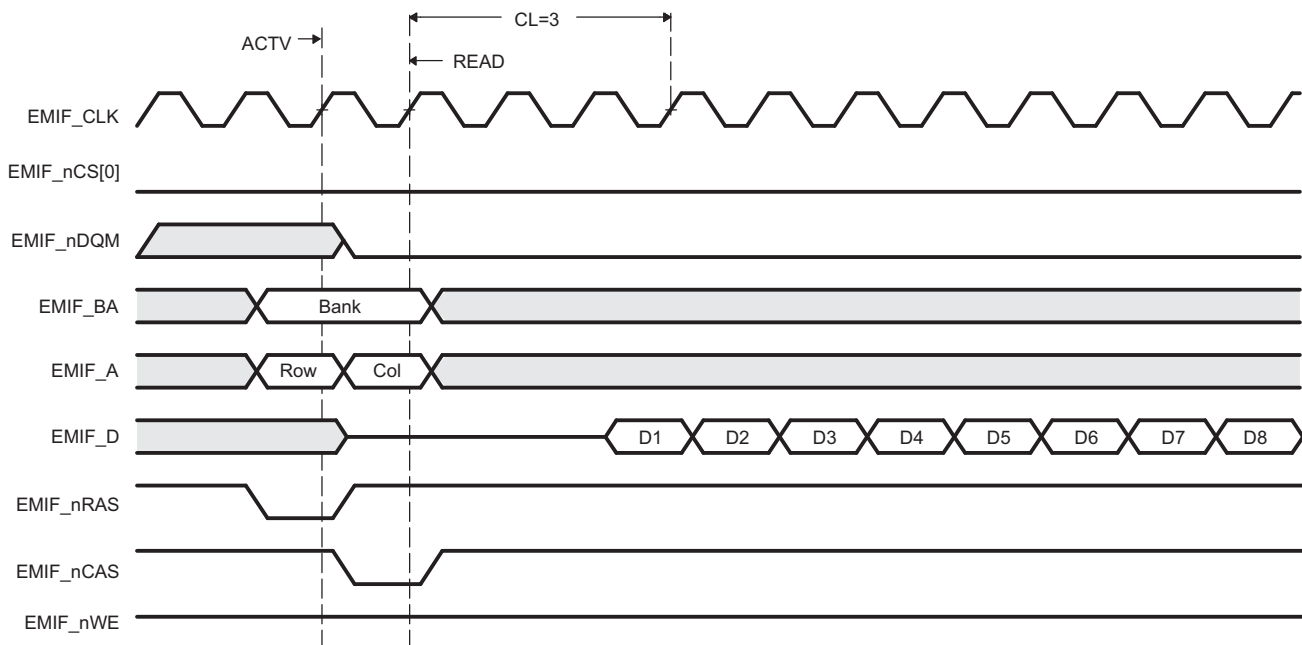 CL=3
ACTV
READ
EMIF_CLK
EMIF_nCS[0]
EMIF_nDQM
EMIF_BA
Bank
EMIF_A
Row Col
EMIF_D
D1 D2 D3 D4 D5 D6 D7 D8
EMIF_nRAS
EMIF_nCAS
EMIF_nWE